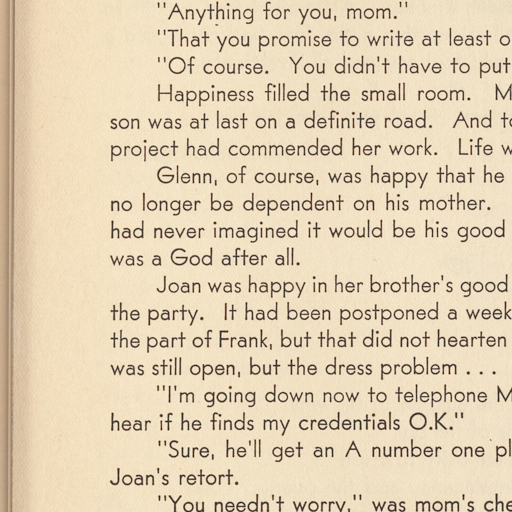 "Anything for you, mom."
"That you promise to write at least
"Of course. You didn't have to put
Happiness filled the small room.
son was at last on a definite road. And
project had commended her work. Life
Glenn, of course, was happy that he
no longer be dependent on his mother.
had never imagined it would be his good
was a God after all.
Joan was happy in her brother's good
the party. It had been postponed a week
the part of Frank, but that did not hearten
was still open, but the dress problem . . .
"I'm going down now to telephone
hear if he finds my credentials O.K."
"Sure, he'll get an A number one
Joan's retort.
"You needn't worry," was mom's